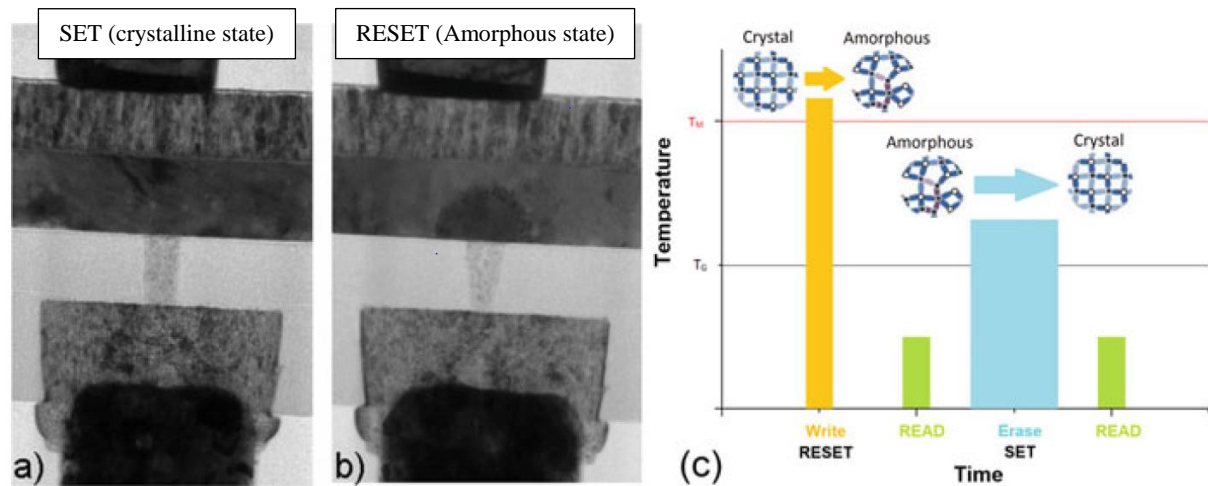 SET (crystalline state)
RESET (Amorphous state)
a)
b)
Crystal
Amorphous
TM
Amorphous
Crystal
Temperature
TG
Write
RESET
READ
Erase
SET
READ
(c)
Time